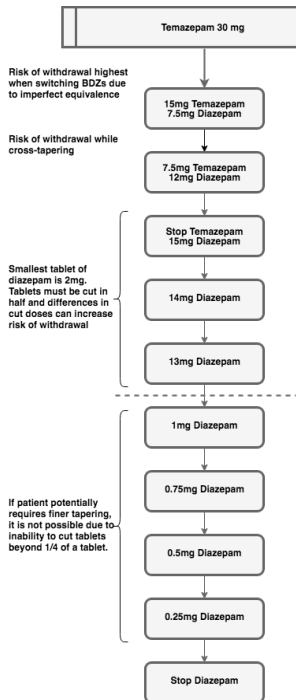 Temazepam 30 mg
Risk of withdrawal highest
when switching BDZs due
to imperfect equivalence
15mg Temazepam
7.5mg Diazepam
Risk of withdrawal while
cross-tapering
7.5mg Temazepam
12mg Diazepam
Stop Temazepam
15mg Diazepam
Smallest tablet of
diazepam is 2mg.
Tablets must be cut in
half and differences in
cut doses can increase
risk of withdrawal
14mg Diazepam
13mg Diazepam
1mg Diazepam
0.75mg Diazepam
If patient potentially
requires finer tapering,
it is not possible due to
inability to cut tablets
beyond 1/4 of a tablet.
0.5mg Diazepam
0.25mg Diazepam
Stop Diazepam